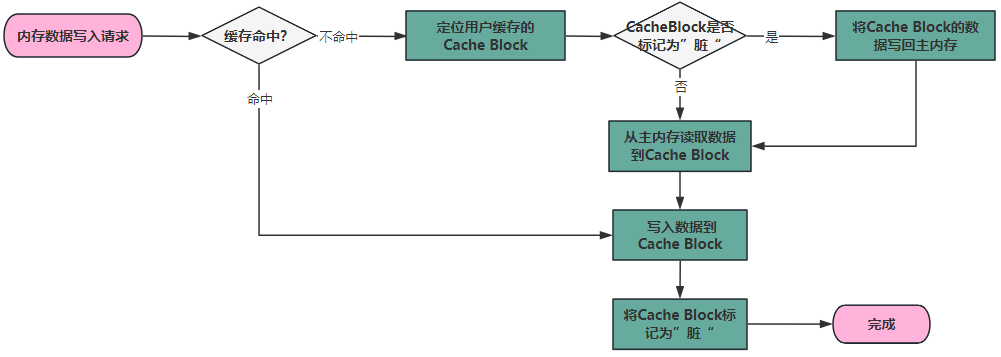 内存数据写入请求
缓存命中?
不命中
定位用户缓存的
Cache Block
CacheBlock是否
标记为”脏“
是
将Cache Block的数
据写回主内存
命中
否
从主内存读取数据
到Cache Block
写入数据到
Cache Block
将Cache Block标
记为”脏“
完成